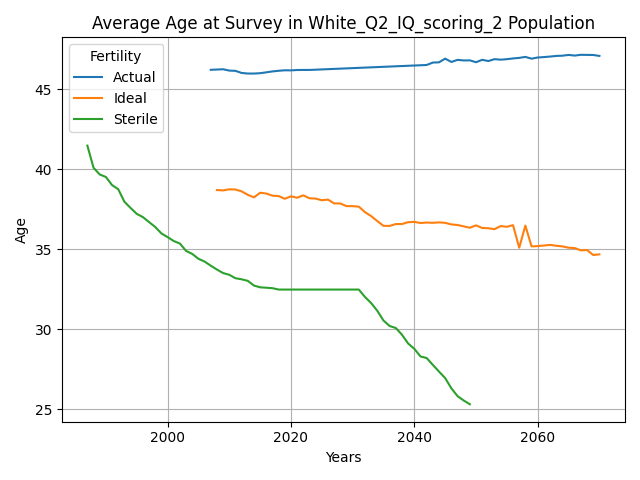 Average Age at Survey in White_Q2_IQ_scoring_2 Population
Fertility
Actual
Ideal
Sterile
45
40
35
30
25
Age
2000
2020
2040
2060
Years